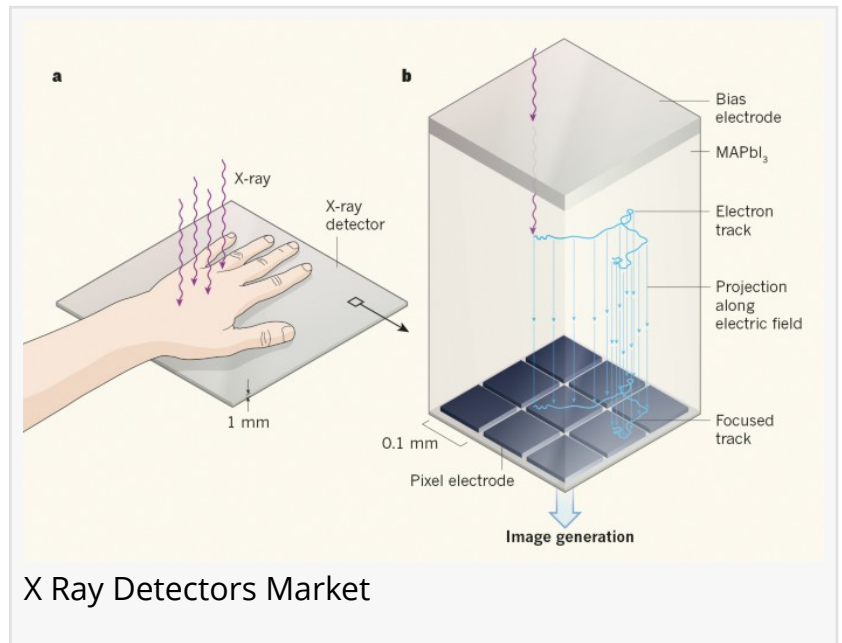 a
X-ray
X-ray
detector
1 mm
b
Bias
electrode
MAPbI₃
Electron
track
Projection
along
electric field
Focused
track
0.1 mm
Pixel electrode
Image generation
X Ray Detectors Market